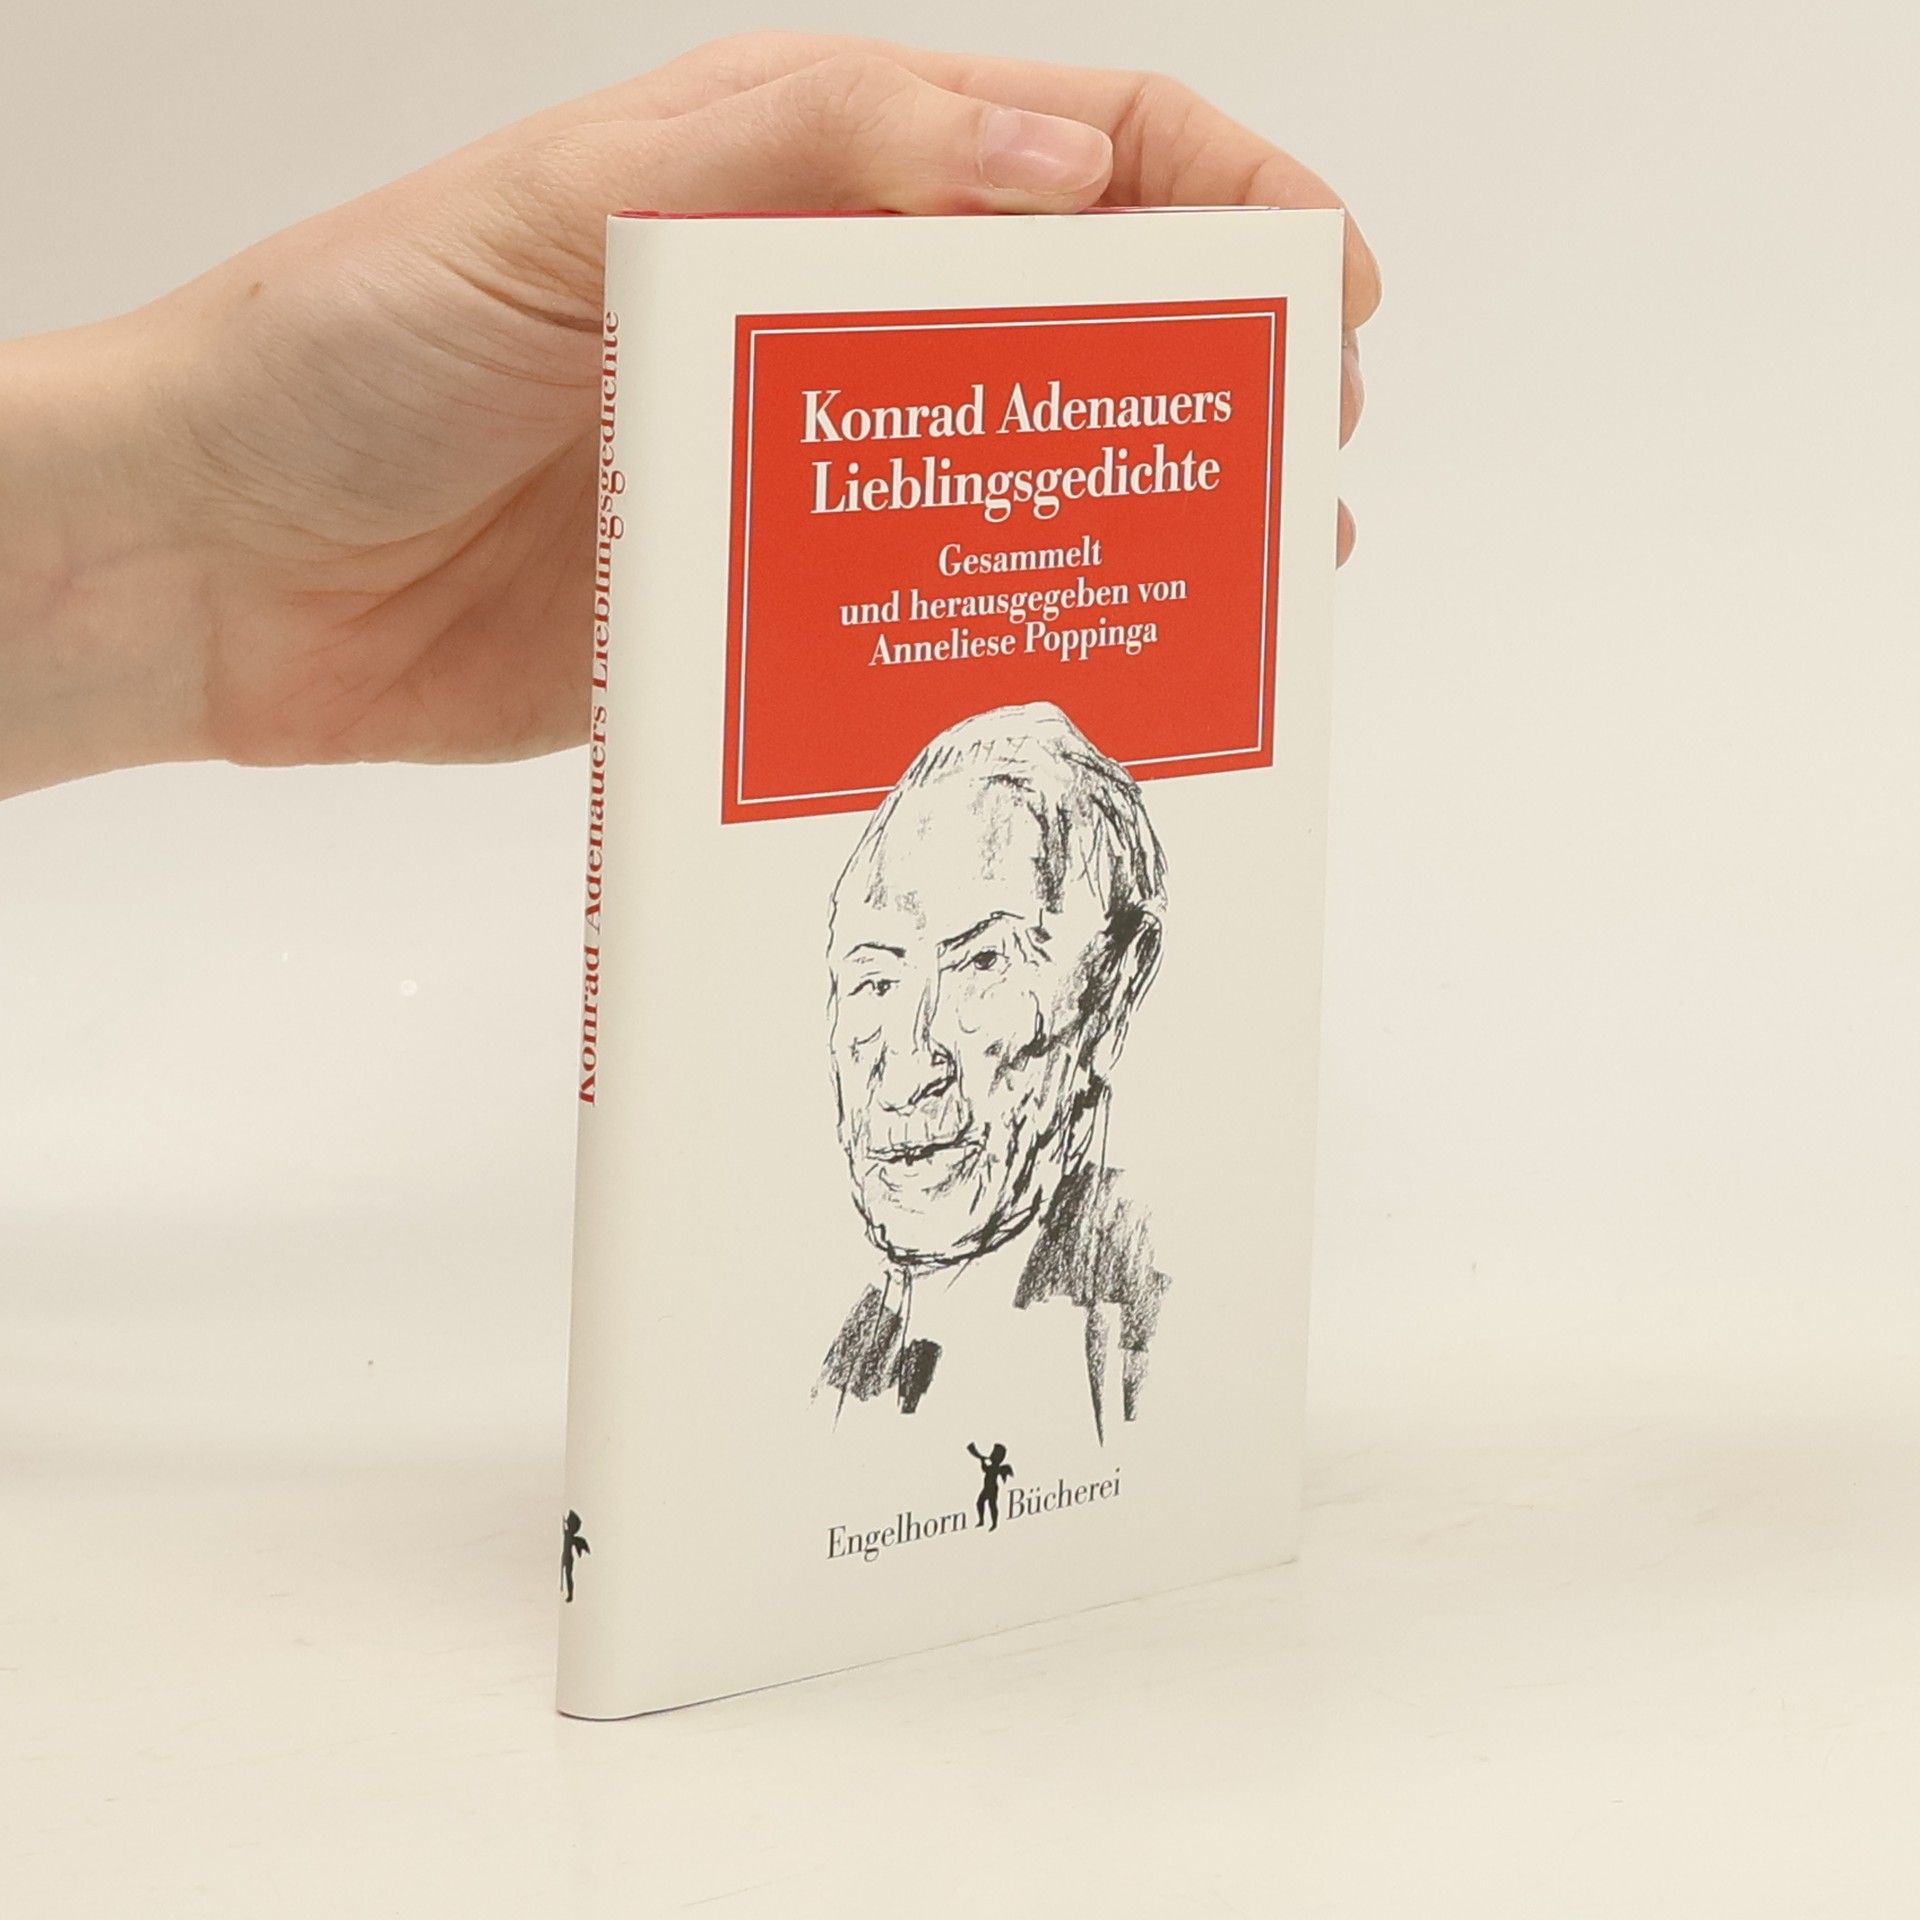 Konrad Adenauers Lieblingsgedichte
Konrad Adenauers
Lieblingsgedichte
Gesammelt
und herausgegeben von
Anneliese Poppinga
Engelhorn Bücherei